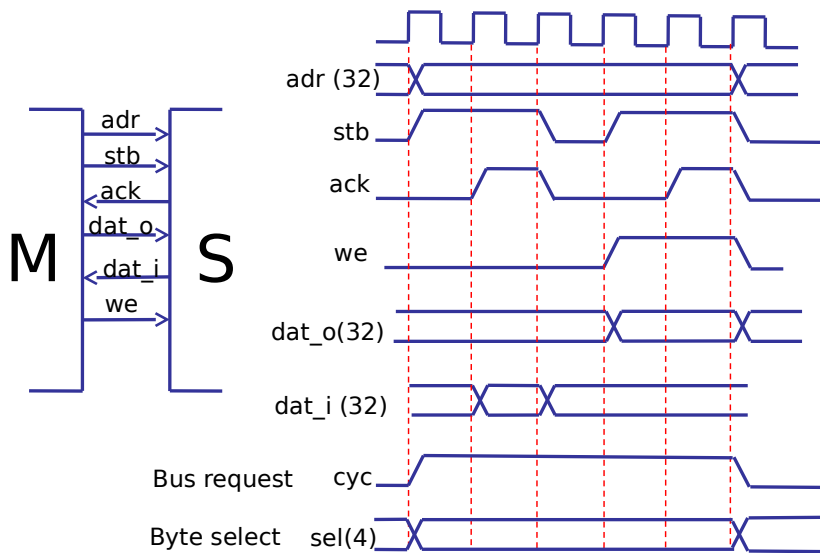 adr
stb
ack
dat_o
dat_i
we
M
S
adr (32)
stb
ack
we
dat_o(32)
dat_i (32)
Bus request cyc
Byte select sel(4)